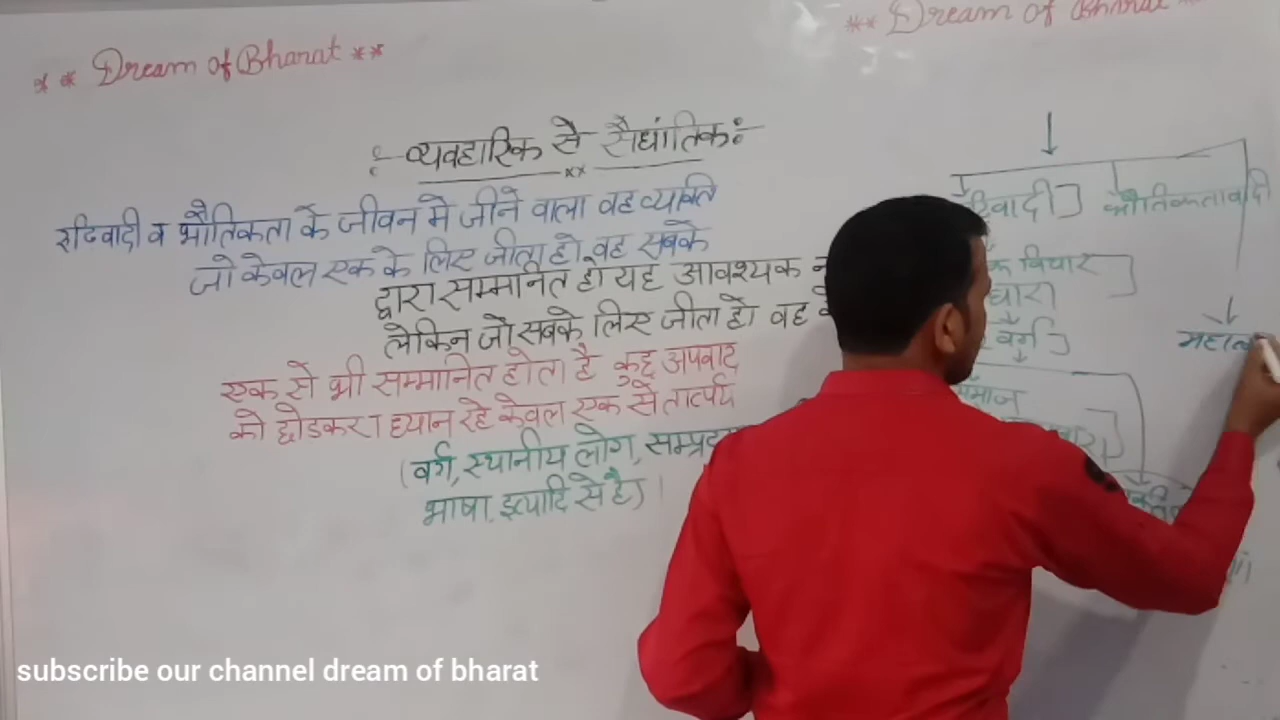 ** Dream of Bharat **
** Dream of Bharat
:- व्यवहारिक से सैधांतिक:-
रुढिवादी व भौतिकता के जीवन मे जीने वाला वह व्यक्ति
जो केवल एक के लिए जीता हो वह सबके
द्वारा सम्मानित हो यह आवश्यक
लेकिन जो सबके लिए जीता हो वह
एक से भी सम्मानित होता है कुछ अपवाद
को छोडकर। ध्यान रहे केवल एक से तात्पर्य
(वर्ग, स्थानीय लोग,
भाषा, इत्यादि से है)।
भौतिकतावादी
विचार
धारा
वर्ग
समाज
subscribe our channel dream of bharat